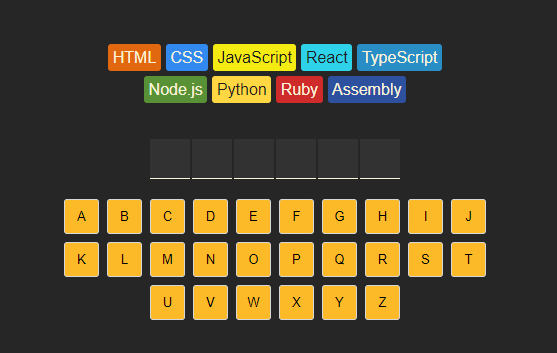 HTML CSS JavaScript React TypeScript
Node.js Python Ruby Assembly
A B C D E F G H I J
K L M N O P Q R S T
U V W X Y Z